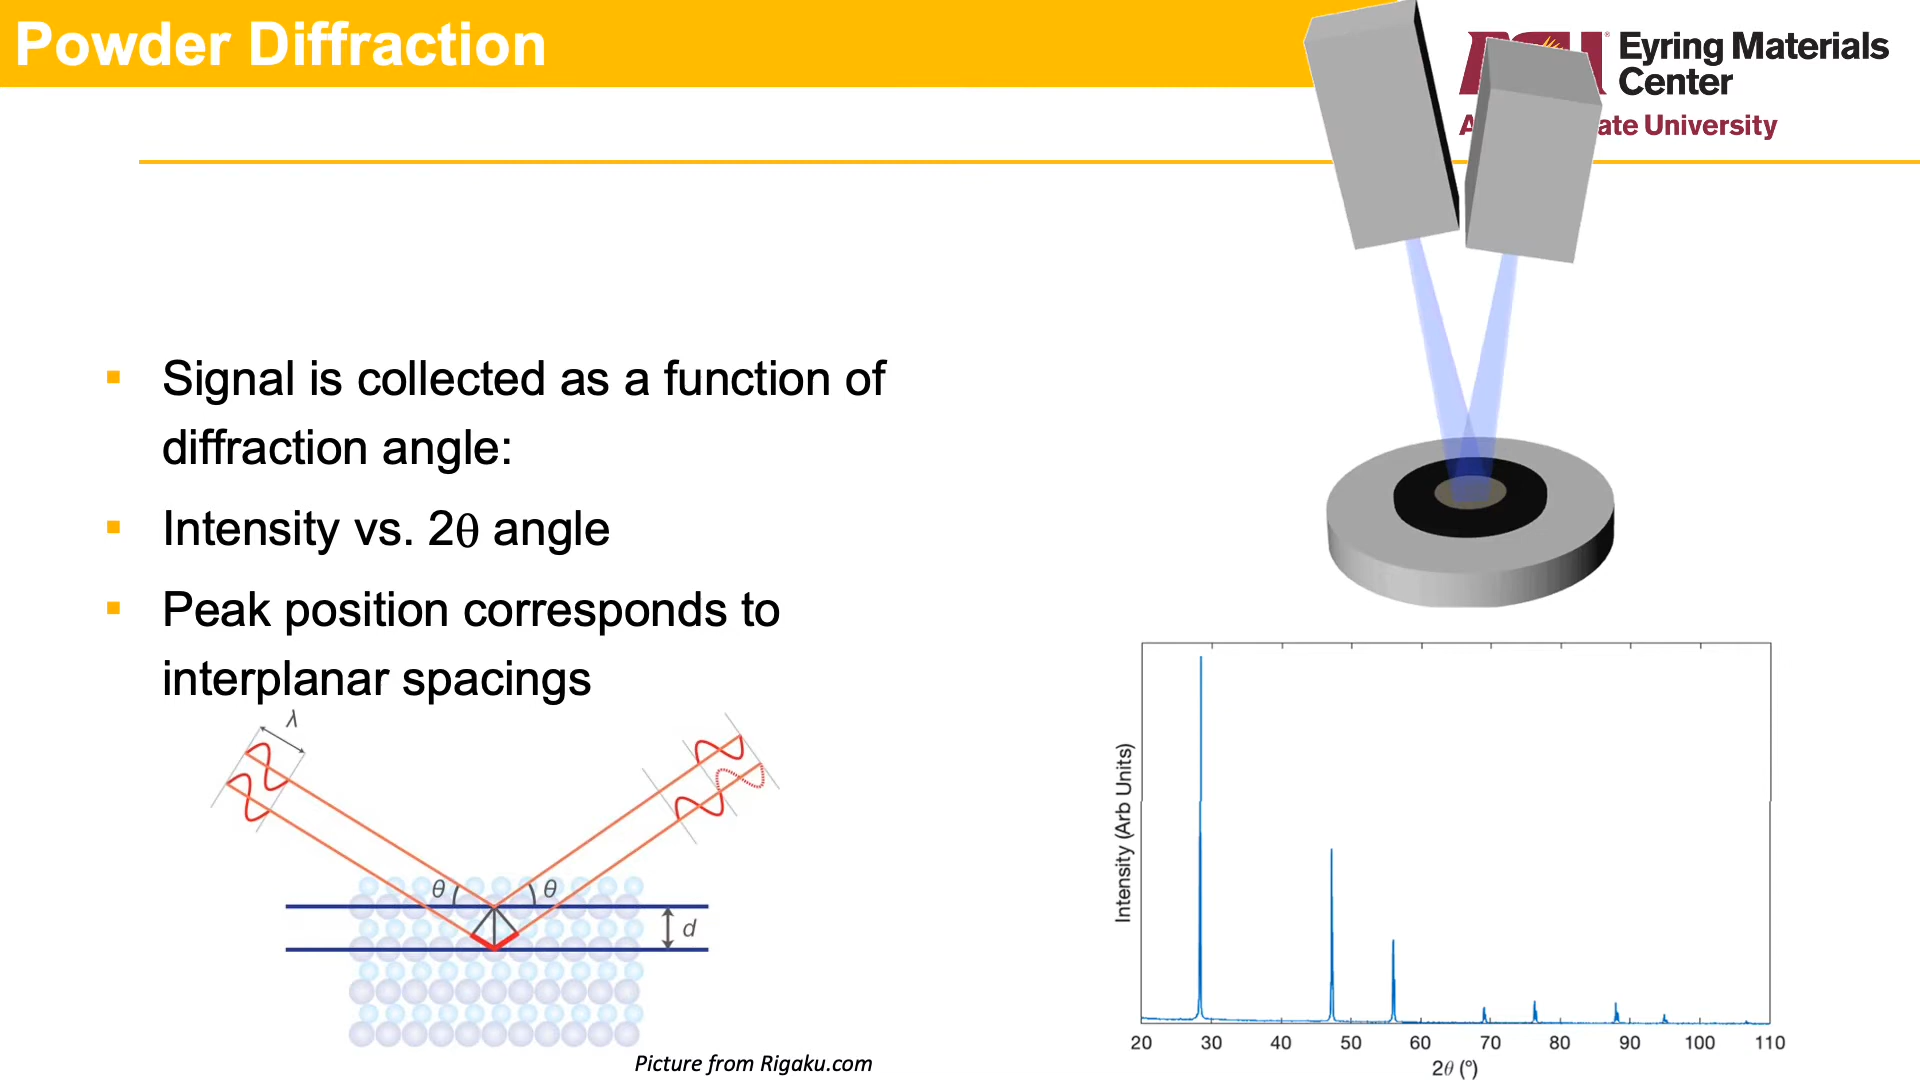 Powder Diffraction
Eyring Materials
Center
ate University
Signal is collected as a function of
diffraction angle:
Intensity vs. 2θ angle
Peak position corresponds to
interplanar spacings
λ
θ
θ
d
Picture from Rigaku.com
Intensity (Arb Units)
20 30 40 50 60 70 80 90 100 110
2θ (°)